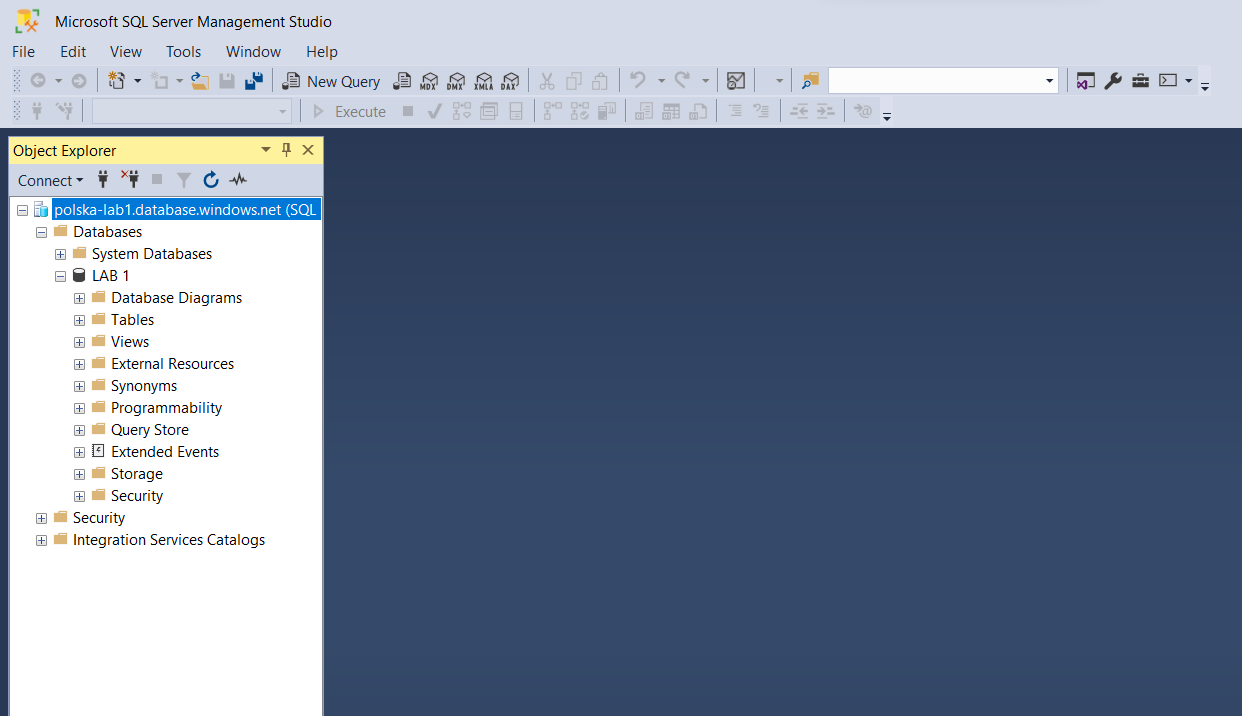 Microsoft SQL Server Management Studio
File Edit View Tools Window Help
New Query MDX DMX XMLA DAX
Execute
Object Explorer
Connect
polska-lab1.database.windows.net (SQL
Databases
System Databases
LAB 1
Database Diagrams
Tables
Views
External Resources
Synonyms
Programmability
Query Store
Extended Events
Storage
Security
Security
Integration Services Catalogs